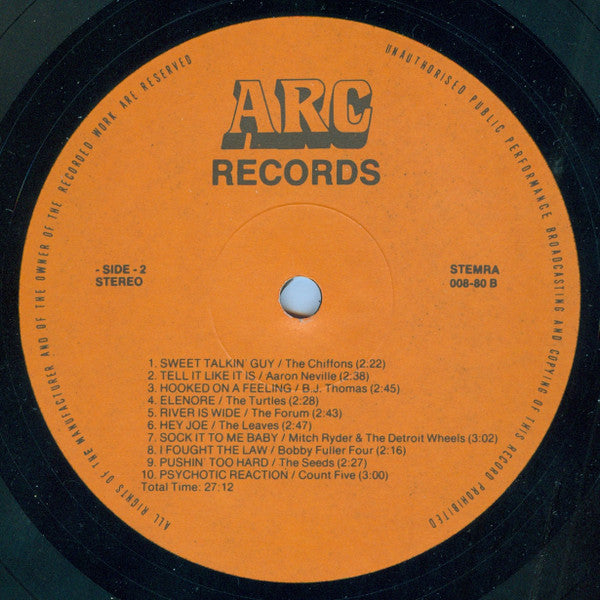 ARC
RECORDS
- SIDE - 2
STEREO
STEMRA
008-80 B
1. SWEET TALKIN' GUY / The Chiffons (2.22)
2. TELL IT LIKE IT IS / Aaron Neville (2:38)
3. HOOKED ON A FEELING / B.J. Thomas (2:45)
4. ELENORE / The Turtles (2:28)
5. RIVER IS WIDE / The Forum (2:43)
6. HEY JOE / The Leaves (2:47)
7. SOCK IT TO ME BABY / Mitch Ryder & The Detroit Wheels (3:02)
8. I FOUGHT THE LAW / Bobby Fuller Four (2:16)
9. PUSHIN' TOO HARD / The Seeds (2:27)
10. PSYCHOTIC REACTION / Count Five (3:00)
Total Time: 27:12
ALL RIGHTS OF THE MANUFACTURER AND OF THE OWNER OF THE RECORDED WORK ARE RESERVED
UNAUTHORISED PUBLIC PERFORMANCE BROADCASTING AND COPYING OF THIS RECORD PROHIBITED